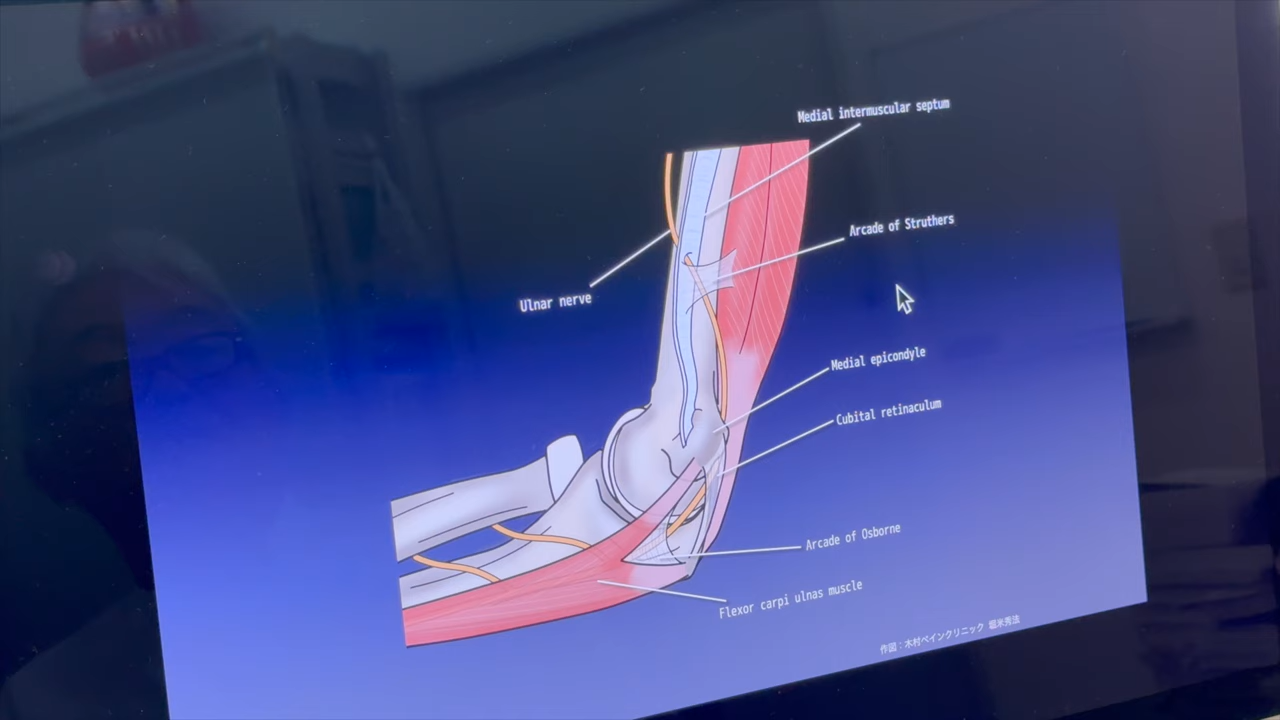 Medial intermuscular septum
Arcade of Struthers
Ulnar nerve
Medial epicondyle
Cubital retinaculum
Arcade of Osborne
Flexor carpi ulnas muscle
作図：木村ペインクリニック 堀米秀法